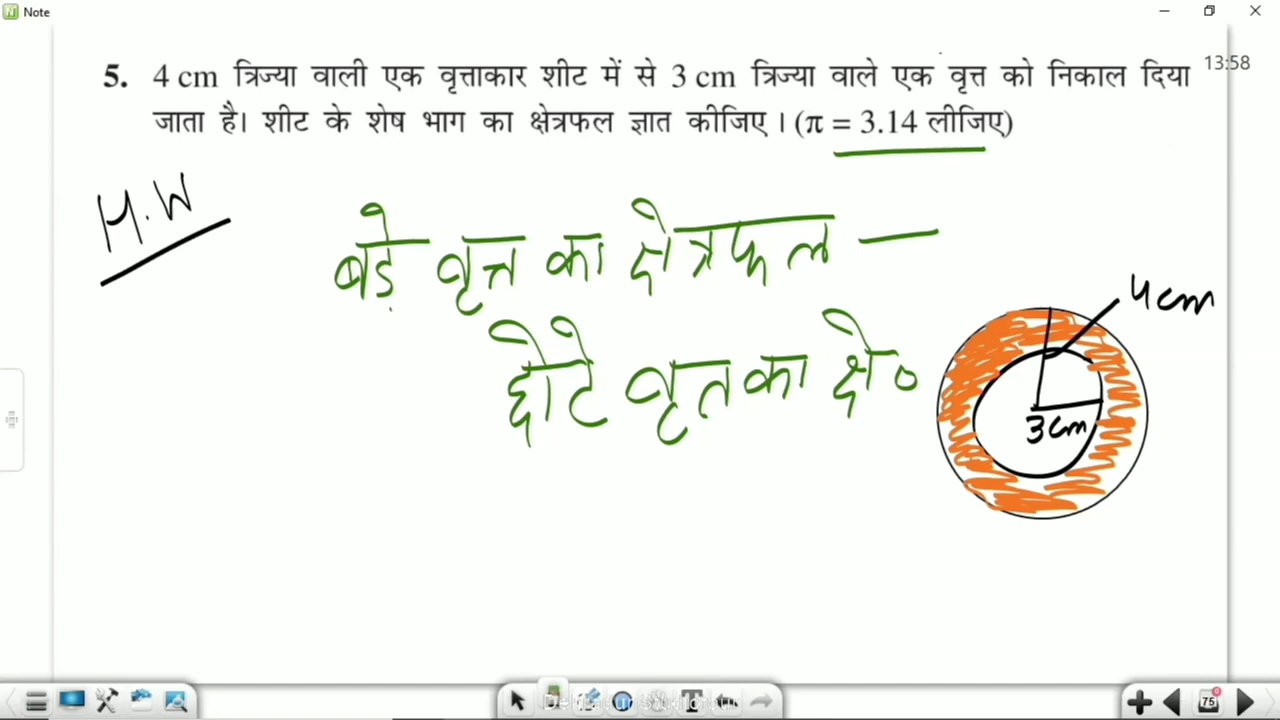 Note
13:58
5. 4 cm त्रिज्या वाली एक वृत्ताकार शीट में से 3 cm त्रिज्या वाले एक वृत्त को निकाल दिया
जाता है। शीट के शेष भाग का क्षेत्रफल ज्ञात कीजिए। (π = 3.14 लीजिए)
H.W
बड़े वृत्त का क्षेत्रफल —
छोटे वृत का क्षे०
4cm
3cm
75